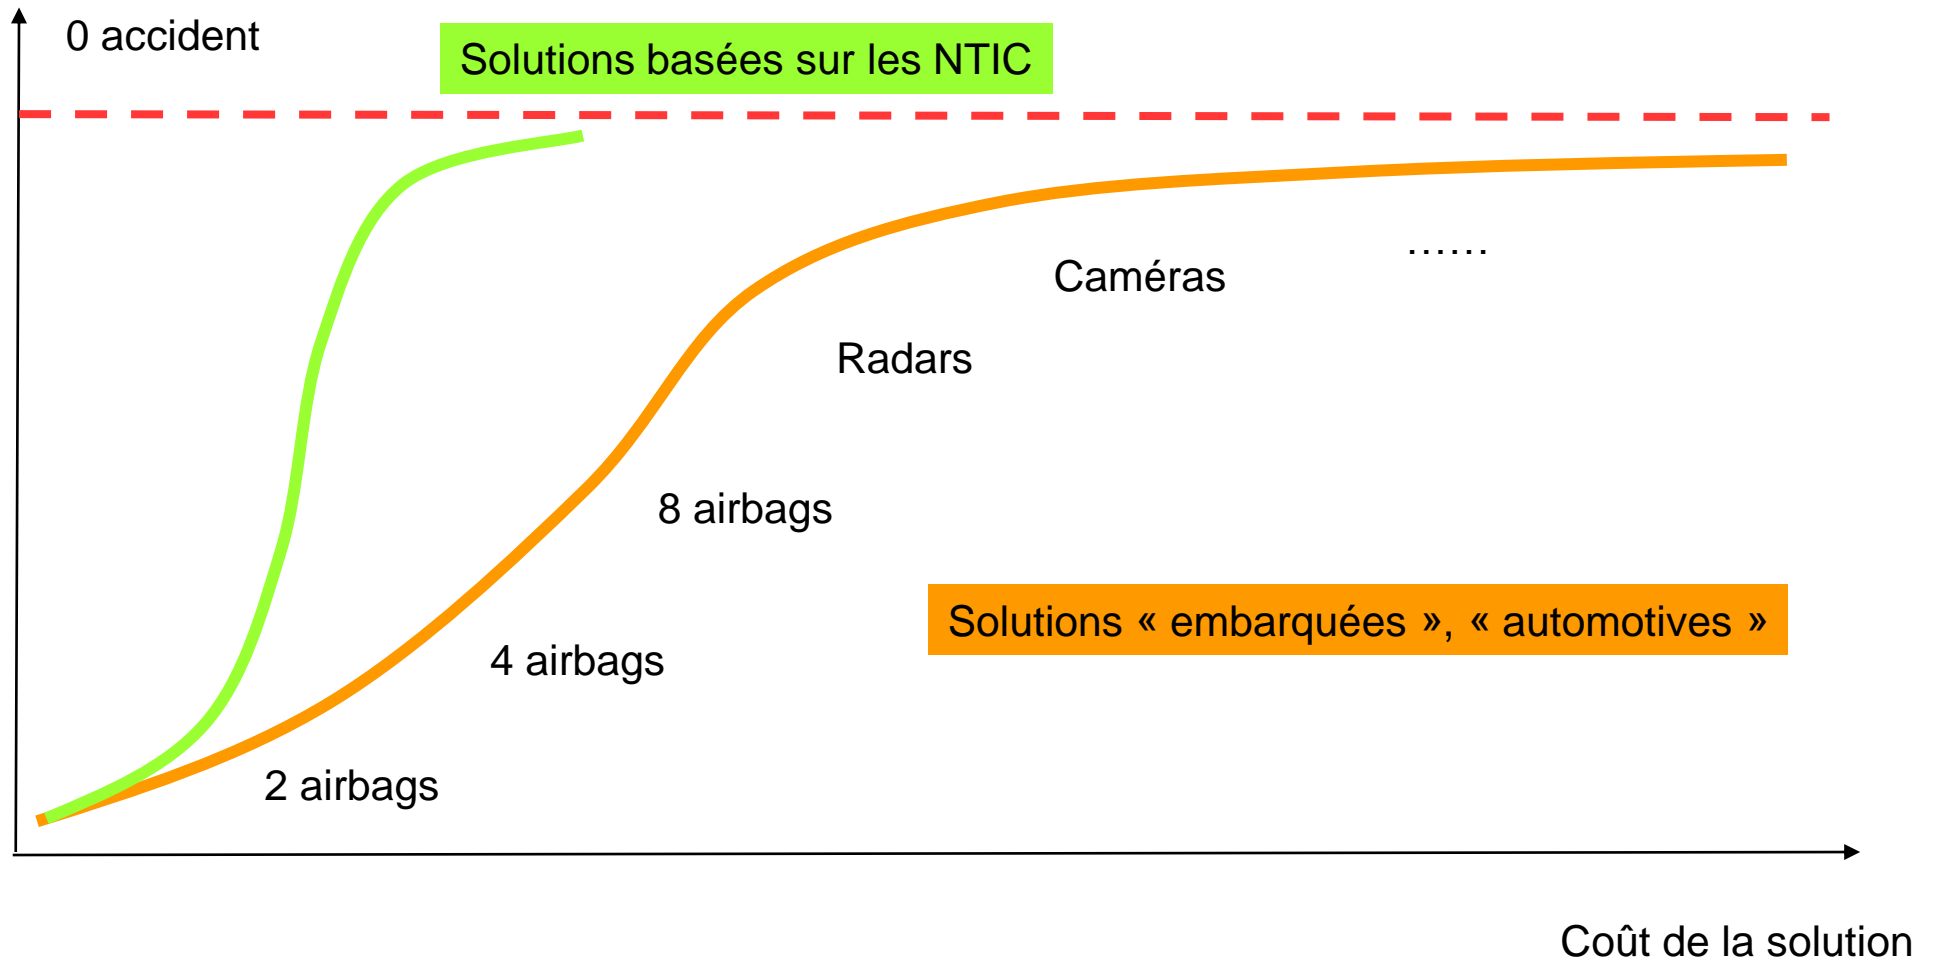 0 accident
Solutions basées sur les NTIC
......
Caméras
Radars
8 airbags
Solutions « embarquées », « automotives »
4 airbags
2 airbags
Coût de la solution